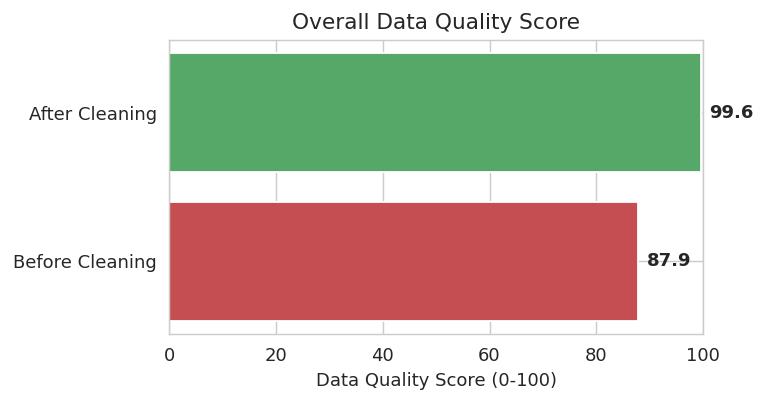 Overall Data Quality Score
After Cleaning
99.6
Before Cleaning
87.9
0 20 40 60 80 100
Data Quality Score (0-100)